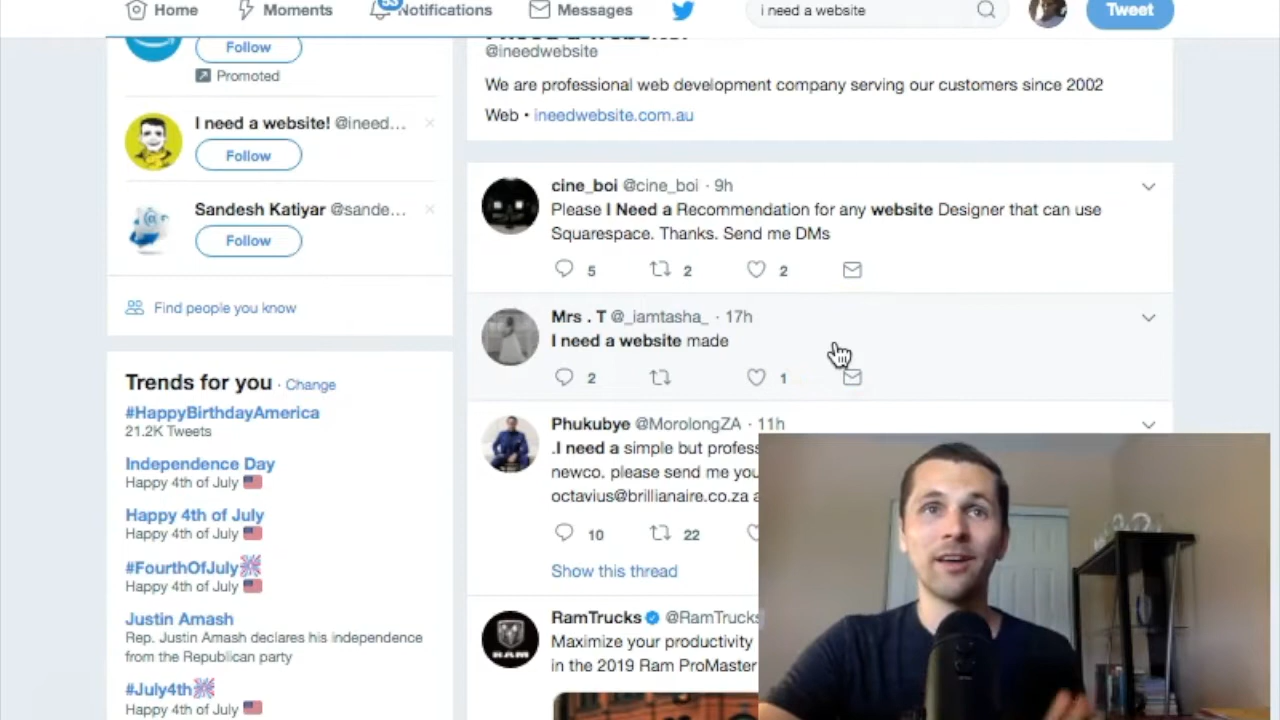 Home
Moments
53
Notifications
Messages
i need a website
Tweet
Follow
Promoted
I need a website! @ineed...
Follow
Sandesh Katiyar @sande...
Follow
Find people you know
Trends for you · Change
#HappyBirthdayAmerica
21.2K Tweets
Independence Day
Happy 4th of July
Happy 4th of July
Happy 4th of July
#FourthOfJuly
Happy 4th of July
Justin Amash
Rep. Justin Amash declares his independence
from the Republican party
#July4th
Happy 4th of July
@ineedwebsite
We are professional web development company serving our customers since 2002
Web • ineedwebsite.com.au
cine_boi @cine_boi · 9h
Please I Need a Recommendation for any website Designer that can use
Squarespace. Thanks. Send me DMs
5 2 2
Mrs . T @_iamtasha_ · 17h
I need a website made
2 1
Phukubye @MorolongZA · 11h
.I need a simple but profess
newco. please send me you
octavius@brillianaire.co.za a
10 22
Show this thread
RamTrucks @RamTrucks
Maximize your productivity
in the 2019 Ram ProMaster
RAM